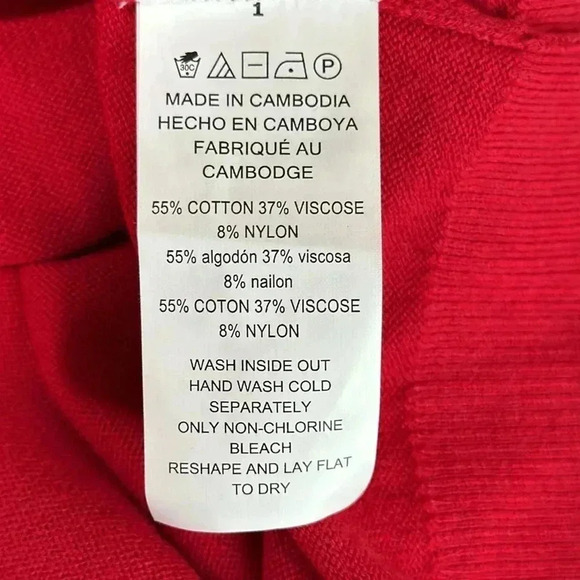 1
30C P
MADE IN CAMBODIA
HECHO EN CAMBOYA
FABRIQUÉ AU
CAMBODGE
55% COTTON 37% VISCOSE
8% NYLON
55% algodón 37% viscosa
8% nailon
55% COTON 37% VISCOSE
8% NYLON
WASH INSIDE OUT
HAND WASH COLD
SEPARATELY
ONLY NON-CHLORINE
BLEACH
RESHAPE AND LAY FLAT
TO DRY